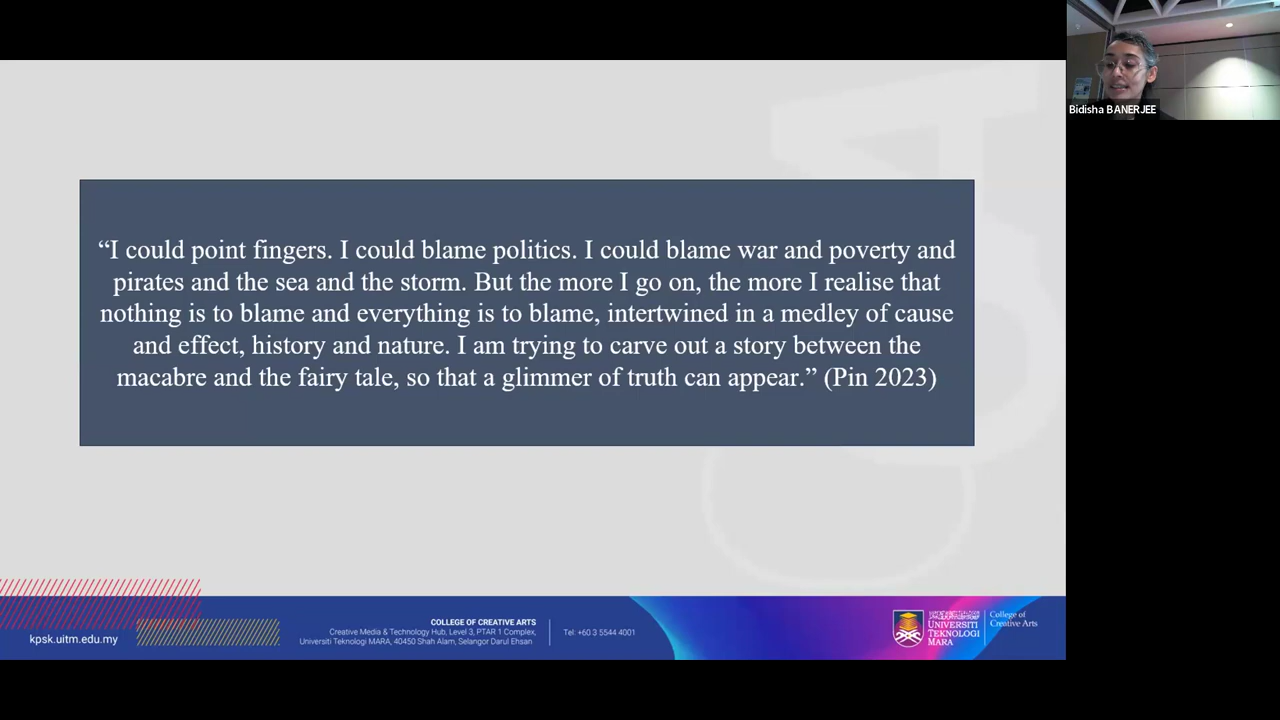 Bidisha BANERJEE
“I could point fingers. I could blame politics. I could blame war and poverty and
pirates and the sea and the storm. But the more I go on, the more I realise that
nothing is to blame and everything is to blame, intertwined in a medley of cause
and effect, history and nature. I am trying to carve out a story between the
macabre and the fairy tale, so that a glimmer of truth can appear.” (Pin 2023)
kpsk.uitm.edu.my
COLLEGE OF CREATIVE ARTS
Creative Media & Technology Hub, Level 3, PTAR 1 Complex,
Universiti Teknologi MARA, 40450 Shah Alam, Selangor Darul Ehsan
Tel: +60 3 5544 4001
UNIVERSITI
TEKNOLOGI
MARA
College of
Creative Arts